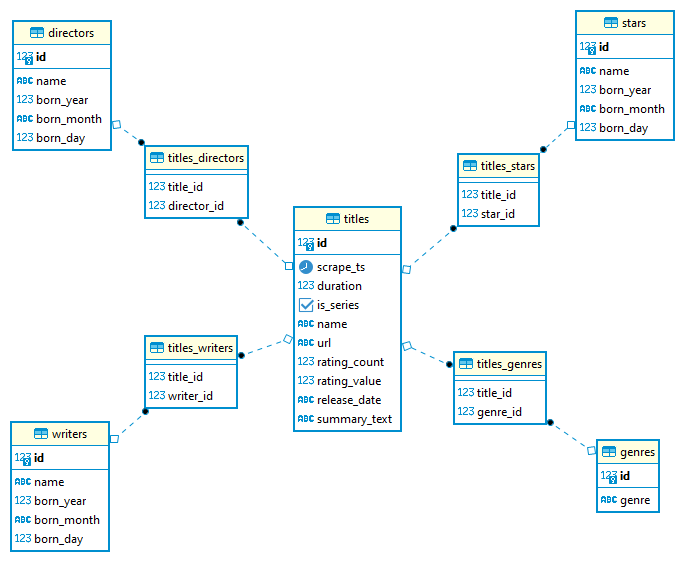 directors
123 id
ABC name
123 born_year
ABC born_month
123 born_day
stars
123 id
ABC name
123 born_year
ABC born_month
123 born_day
titles_directors
123 title_id
123 director_id
titles_stars
123 title_id
123 star_id
titles
123 id
scrape_ts
123 duration
is_series
ABC name
ABC url
123 rating_count
123 rating_value
ABC release_date
ABC summary_text
titles_writers
123 title_id
123 writer_id
titles_genres
123 title_id
123 genre_id
writers
123 id
ABC name
123 born_year
ABC born_month
123 born_day
genres
123 id
ABC genre